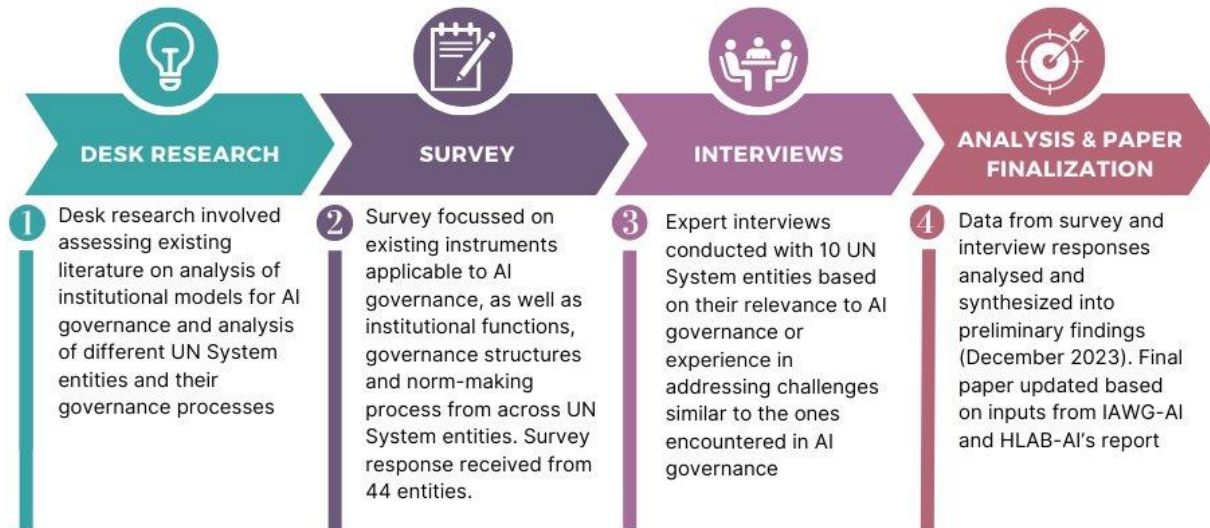 DESK RESEARCH
SURVEY
INTERVIEWS
ANALYSIS & PAPER
FINALIZATION
1
Desk research involved
assessing existing
literature on analysis of
institutional models for AI
governance and analysis
of different UN System
entities and their
governance processes
2
Survey focussed on
existing instruments
applicable to AI
governance, as well as
institutional functions,
governance structures
and norm-making
process from across UN
System entities. Survey
response received from
44 entities.
3
Expert interviews
conducted with 10 UN
System entities based
on their relevance to AI
governance or
experience in
addressing challenges
similar to the ones
encountered in AI
governance
4
Data from survey and
interview responses
analysed and
synthesized into
preliminary findings
(December 2023). Final
paper updated based
on inputs from IAWG-AI
and HLAB-AI's report